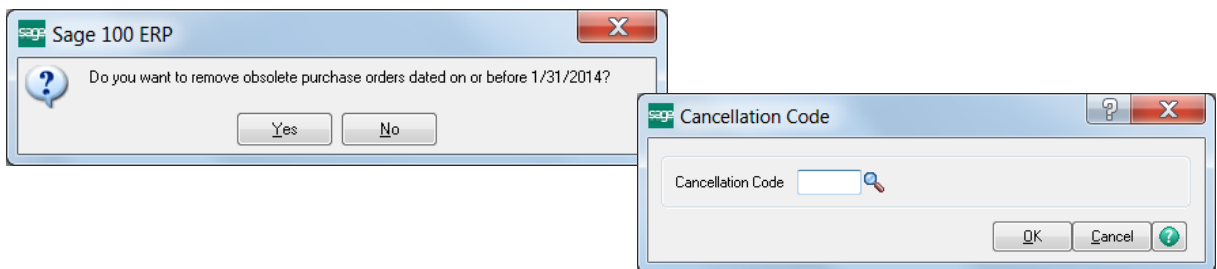 sage Sage 100 ERP
Do you want to remove obsolete purchase orders dated on or before 1/31/2014?
Yes No
sage Cancellation Code
Cancellation Code
OK Cancel